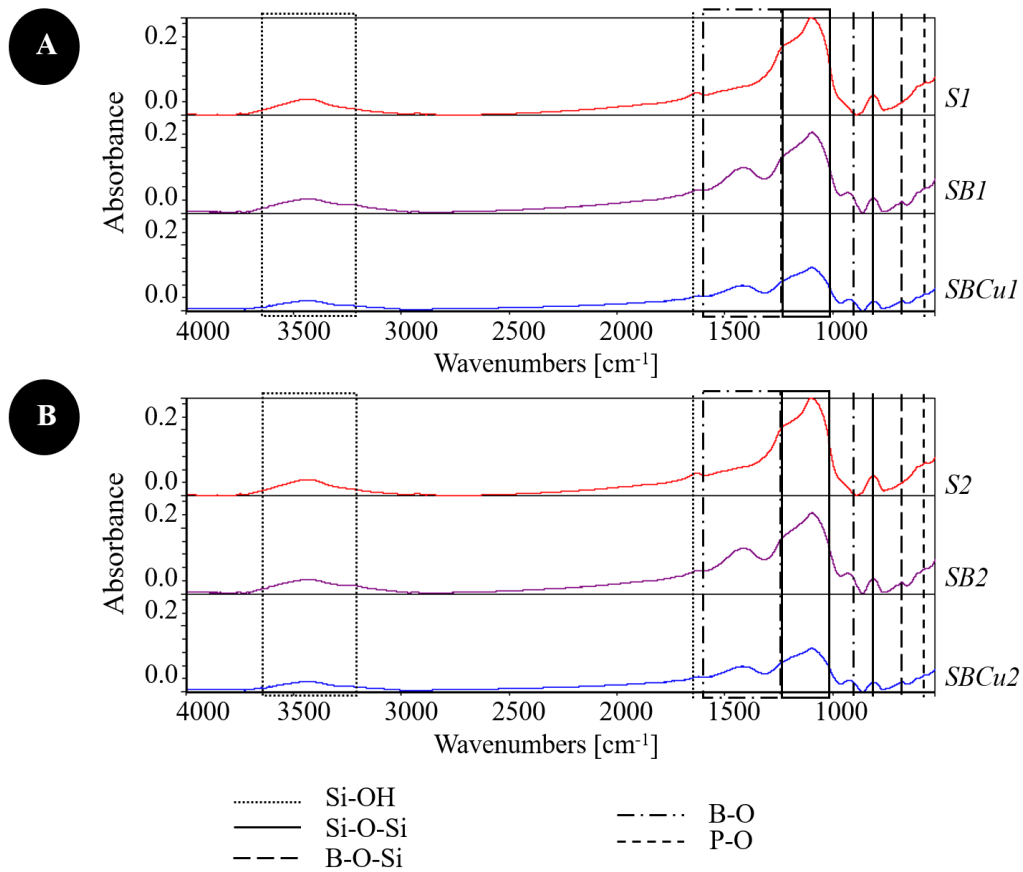 A
0.2
0.0
S1
0.2
0.0
SB1
0.2
0.0
SBCu1
Absorbance
4000 3500 3000 2500 2000 1500 1000
Wavenumbers [cm-1]
B
0.2
0.0
S2
0.2
0.0
SB2
0.2
0.0
SBCu2
Absorbance
4000 3500 3000 2500 2000 1500 1000
Wavenumbers [cm-1]
Si-OH
Si-O-Si
B-O-Si
B-O
P-O